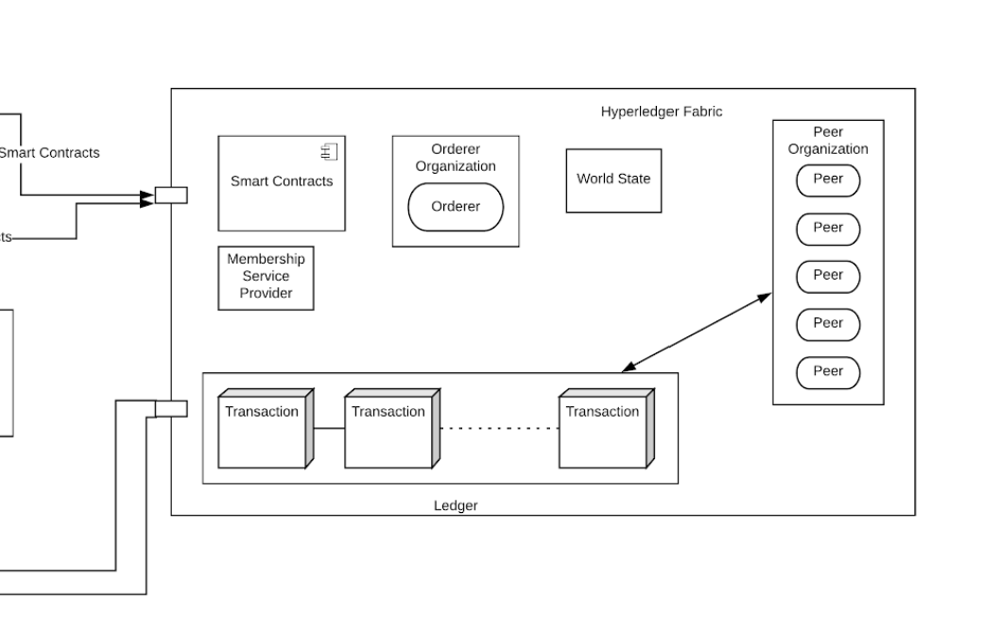 Hyperledger Fabric
Smart Contracts
cts
Smart Contracts
Orderer
Organization
Orderer
World State
Peer
Organization
Peer
Peer
Peer
Peer
Peer
Membership
Service
Provider
Transaction
Transaction
Transaction
Ledger